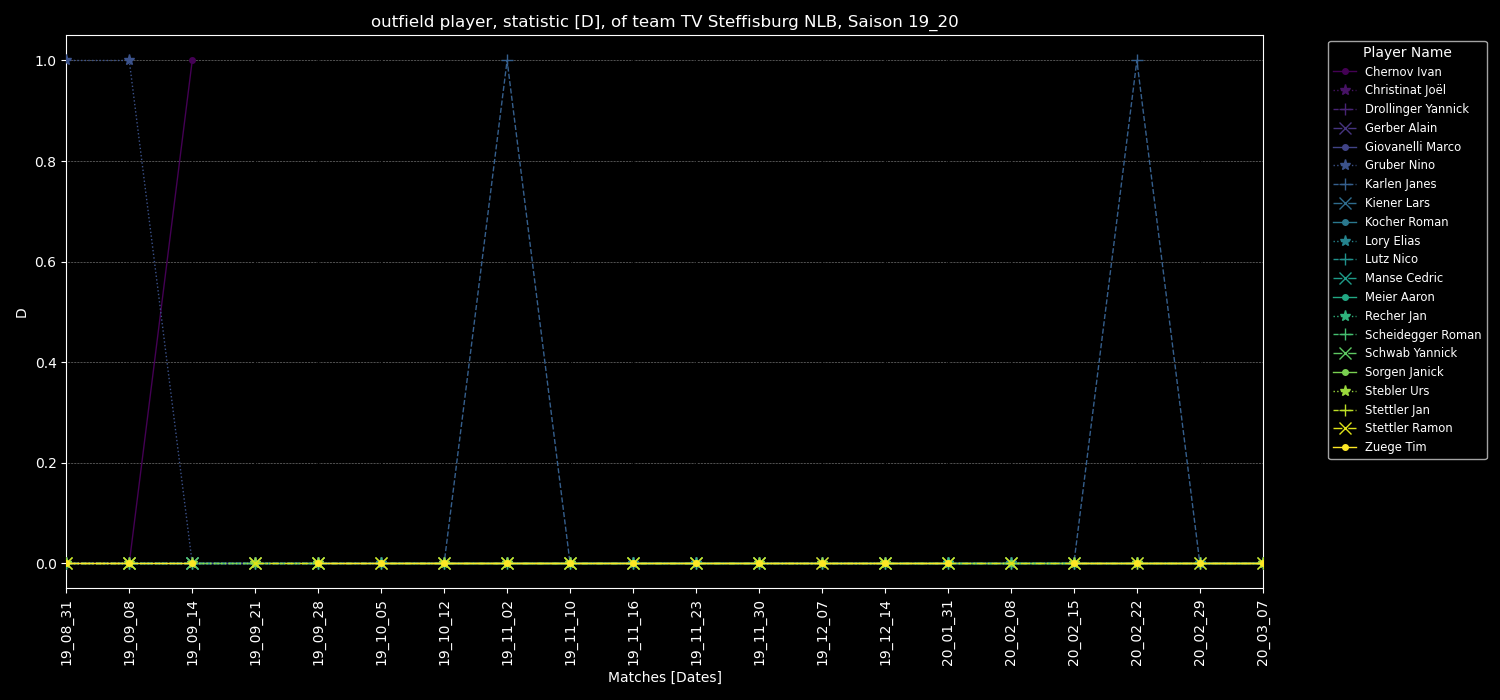 outfield player, statistic [D], of team TV Steffisburg NLB, Saison 19_20
1.0
0.8
0.6
0.4
0.2
0.0
D
19_08_31
19_09_08
19_09_14
19_09_21
19_09_28
19_10_05
19_10_12
19_11_02
19_11_10
19_11_16
19_11_23
19_11_30
19_12_07
19_12_14
20_01_31
20_02_08
20_02_15
20_02_22
20_02_29
20_03_07
Matches [Dates]
Player Name
Chernov Ivan
Christinat Joël
Drollinger Yannick
Gerber Alain
Giovanelli Marco
Gruber Nino
Karlen Janes
Kiener Lars
Kocher Roman
Lory Elias
Lutz Nico
Manse Cedric
Meier Aaron
Recher Jan
Scheidegger Roman
Schwab Yannick
Sorgen Janick
Stebler Urs
Stettler Jan
Stettler Ramon
Zuege Tim